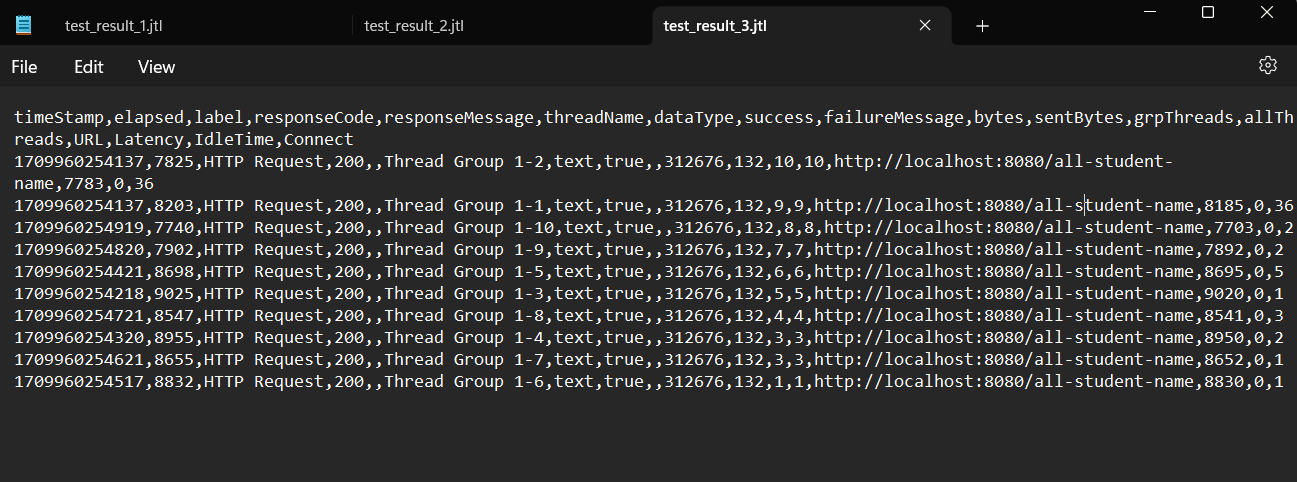 test_result_1.jtl test_result_2.jtl test_result_3.jtl
File Edit View
timeStamp,elapsed,label,responseCode,responseMessage,threadName,dataType,success,failureMessage,bytes,sentBytes,grpThreads,allTh
reads,URL,Latency,IdleTime,Connect
1709960254137,7825,HTTP Request,200,,Thread Group 1-2,text,true,,312676,132,10,10,http://localhost:8080/all-student-
name,7783,0,36
1709960254137,8203,HTTP Request,200,,Thread Group 1-1,text,true,,312676,132,9,9,http://localhost:8080/all-student-name,8185,0,36
1709960254919,7740,HTTP Request,200,,Thread Group 1-10,text,true,,312676,132,8,8,http://localhost:8080/all-student-name,7703,0,2
1709960254820,7902,HTTP Request,200,,Thread Group 1-9,text,true,,312676,132,7,7,http://localhost:8080/all-student-name,7892,0,2
1709960254421,8698,HTTP Request,200,,Thread Group 1-5,text,true,,312676,132,6,6,http://localhost:8080/all-student-name,8695,0,5
1709960254218,9025,HTTP Request,200,,Thread Group 1-3,text,true,,312676,132,5,5,http://localhost:8080/all-student-name,9020,0,1
1709960254721,8547,HTTP Request,200,,Thread Group 1-8,text,true,,312676,132,4,4,http://localhost:8080/all-student-name,8541,0,3
1709960254320,8955,HTTP Request,200,,Thread Group 1-4,text,true,,312676,132,3,3,http://localhost:8080/all-student-name,8950,0,2
1709960254621,8655,HTTP Request,200,,Thread Group 1-7,text,true,,312676,132,3,3,http://localhost:8080/all-student-name,8652,0,1
1709960254517,8832,HTTP Request,200,,Thread Group 1-6,text,true,,312676,132,1,1,http://localhost:8080/all-student-name,8830,0,1